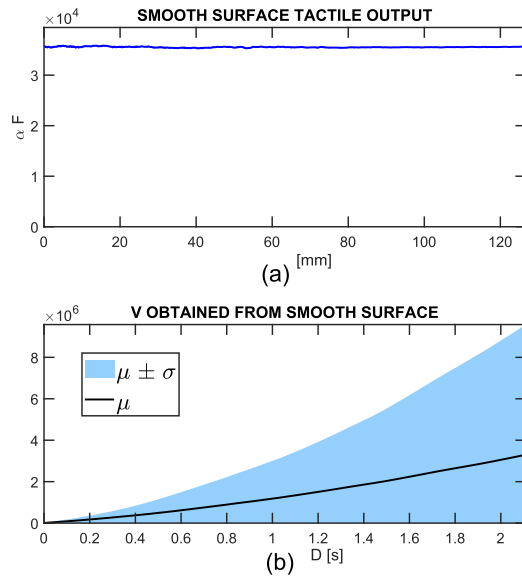 SMOOTH SURFACE TACTILE OUTPUT
×10⁴
α F
3
2
1
0
0 20 40 60 80 100 120
[mm]
(a)
V OBTAINED FROM SMOOTH SURFACE
×10⁶
8
6
4
2
0
μ ± σ
μ
0 0.2 0.4 0.6 0.8 1 1.2 1.4 1.6 1.8 2
D [s]
(b)